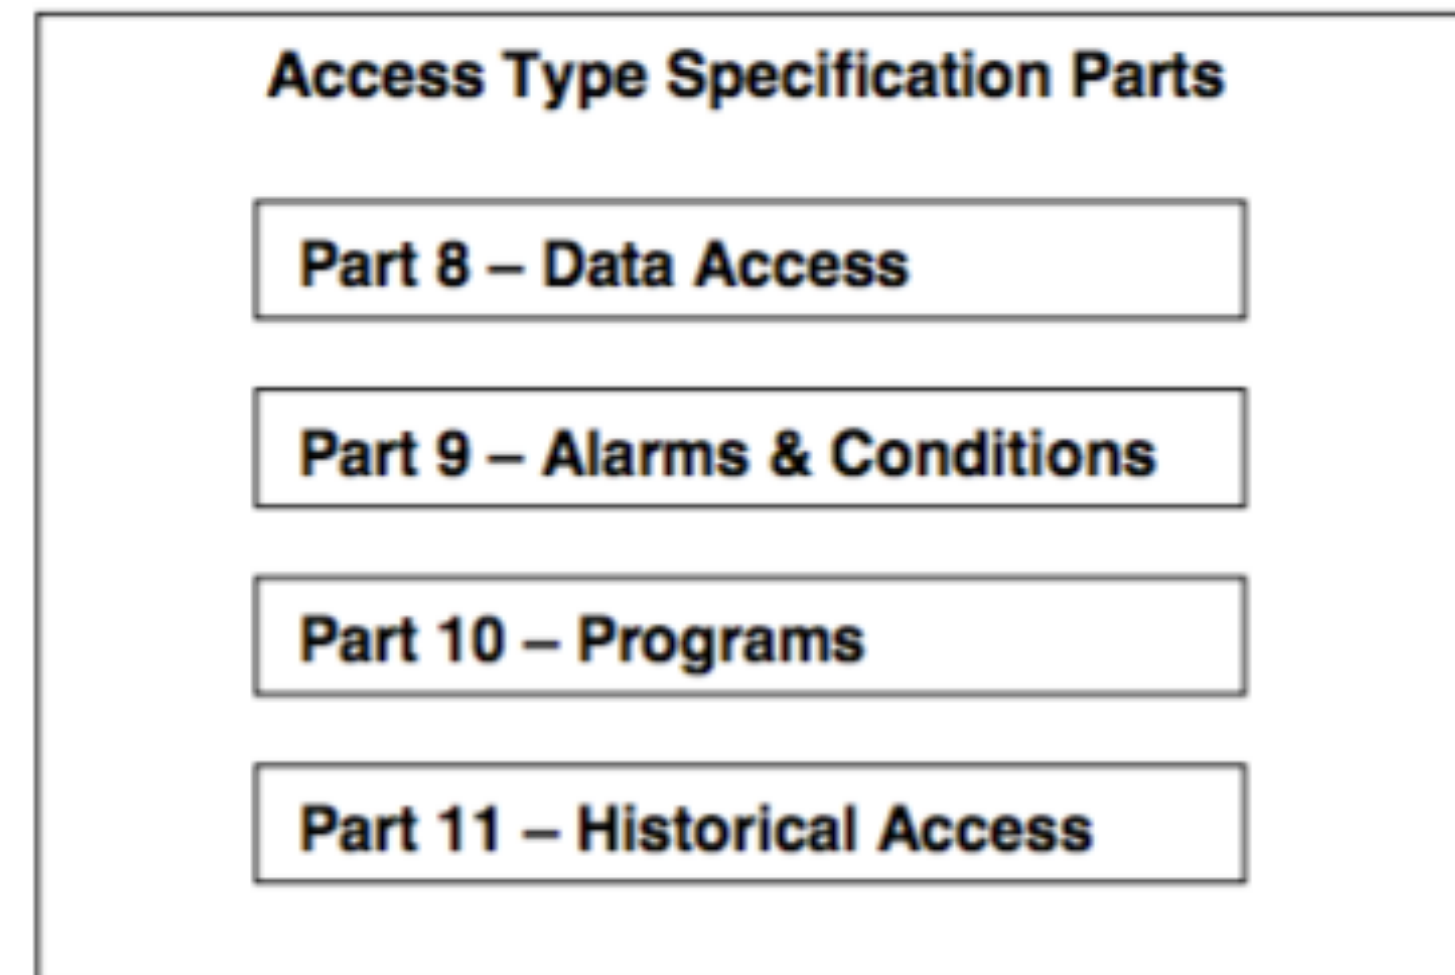 Access Type Specification Parts
Part 8 – Data Access
Part 9 – Alarms & Conditions
Part 10 – Programs
Part 11 – Historical Access